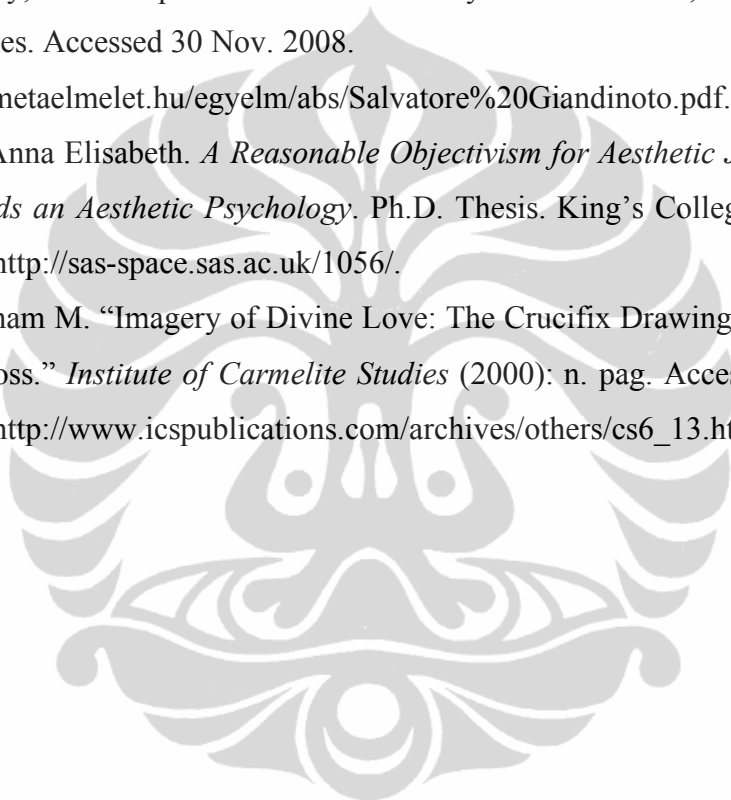 es. Accessed 30 Nov. 2008.
metaelmelet.hu/egyelm/abs/Salvatore%20Giandinoto.pdf.
Anna Elisabeth. A Reasonable Objectivism for Aesthetic
ds an Aesthetic Psychology. Ph.D. Thesis. King’s Colleg
http://sas-space.sas.ac.uk/1056/.
ham M. “Imagery of Divine Love: The Crucifix Drawing
oss.” Institute of Carmelite Studies (2000): n. pag. Acces
http://www.icspublications.com/archives/others/cs6_13.ht